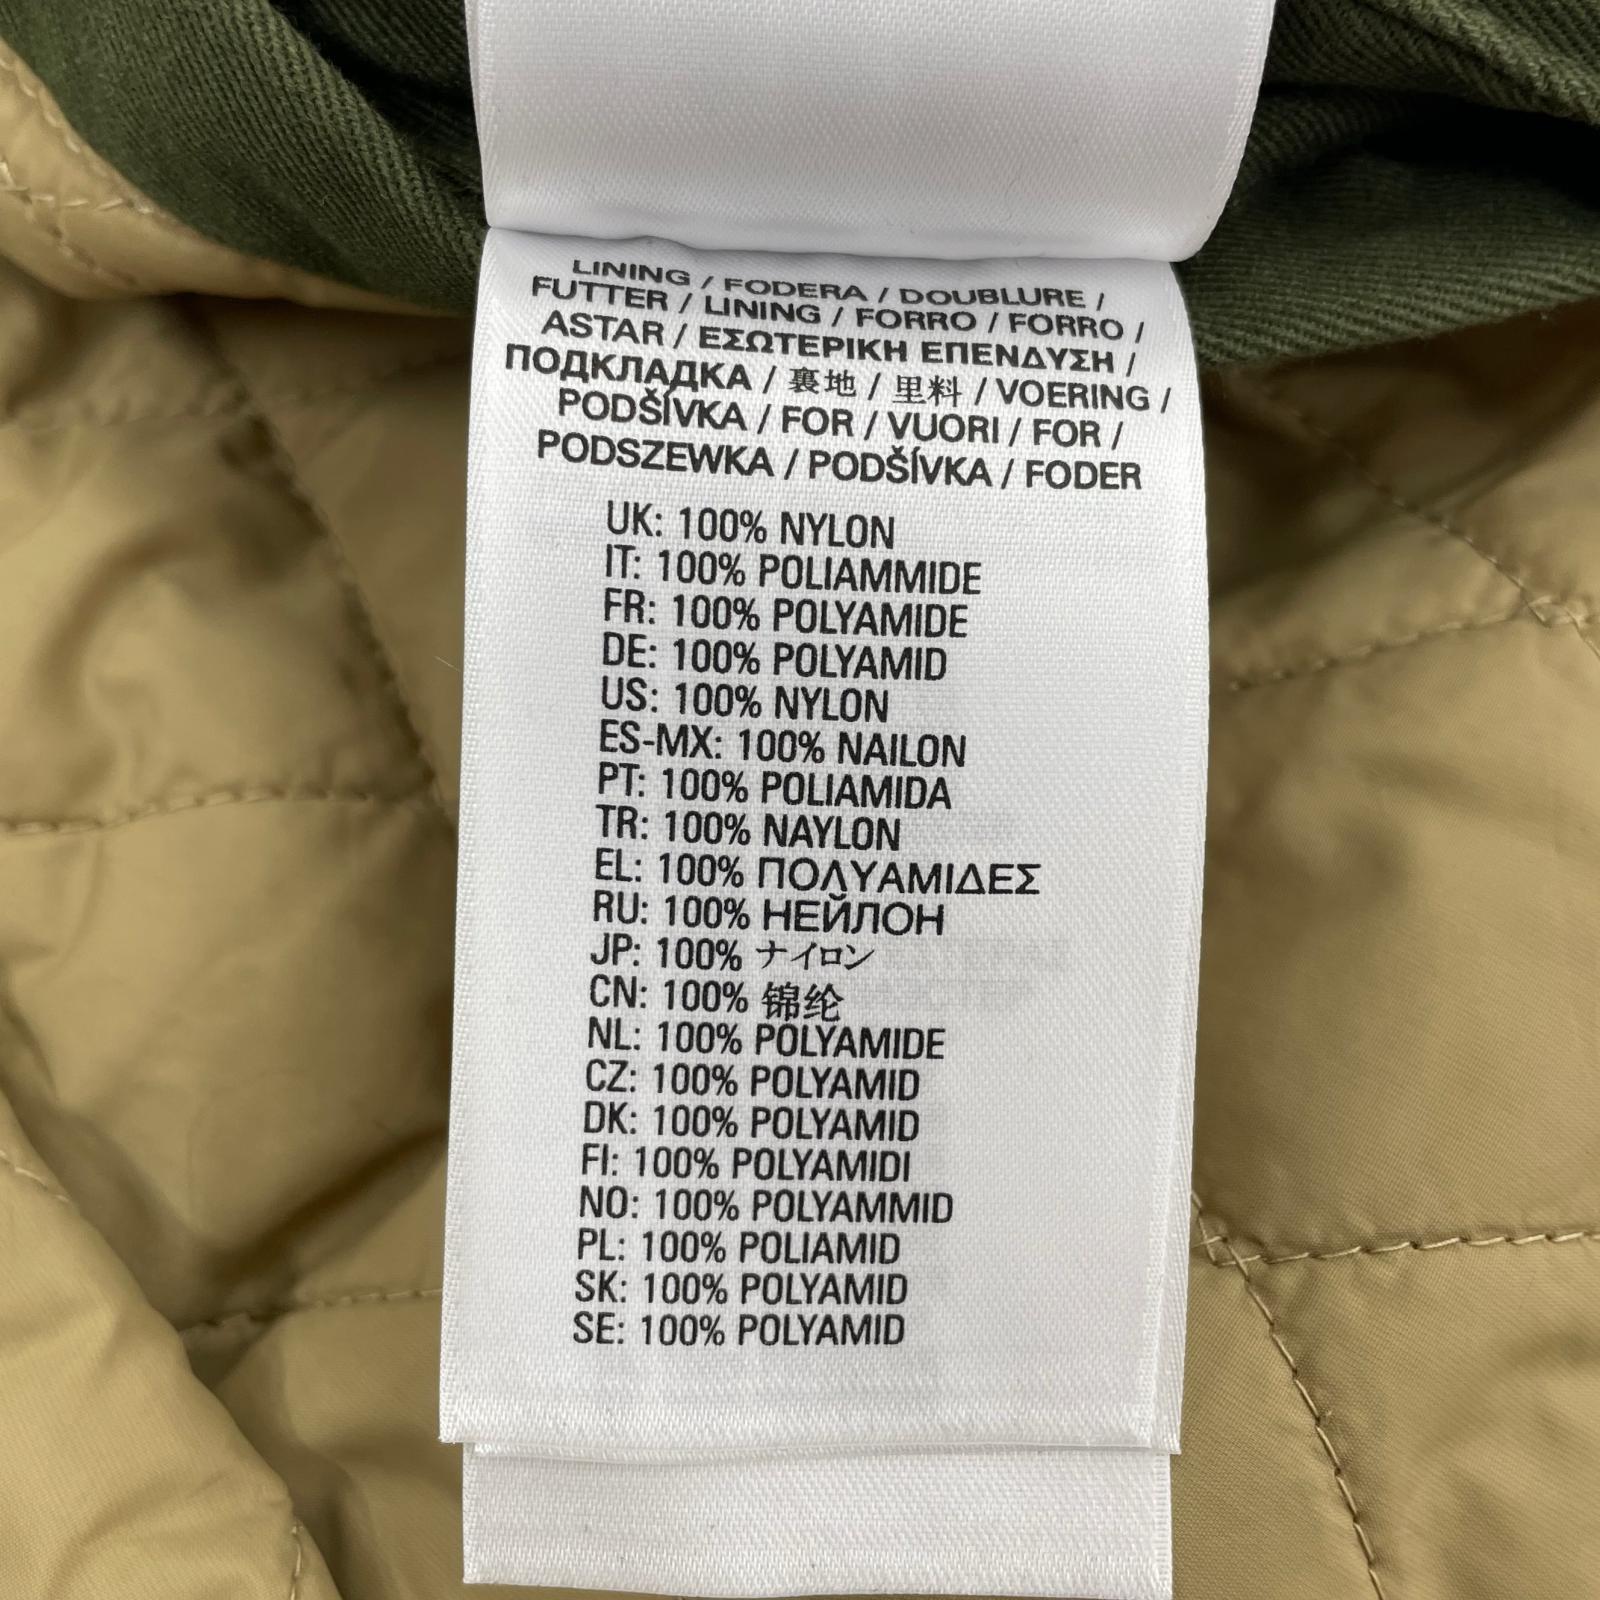 LINING / FODERA / DOUBLURE /
FUTTER / LINING / FORRO / FORRO /
ASTAR / ΕΣΩΤΕΡΙΚΗ ΕΠΕΝΔΥΣΗ /
ПОДКЛАДКА / 裏地 / 里料 / VOERING /
PODŠÍVKA / FOR / VUORI / FOR /
PODSZEWKA / PODŠÍVKA / FODER
UK: 100% NYLON
IT: 100% POLIAMMIDE
FR: 100% POLYAMIDE
DE: 100% POLYAMID
US: 100% NYLON
ES-MX: 100% NAILON
PT: 100% POLIAMIDA
TR: 100% NAYLON
EL: 100% ΠΟΛΥΑΜΙΔΕΣ
RU: 100% НЕЙЛОН
JP: 100% ナイロン
CN: 100% 锦纶
NL: 100% POLYAMIDE
CZ: 100% POLYAMID
DK: 100% POLYAMID
FI: 100% POLYAMIDI
NO: 100% POLYAMMID
PL: 100% POLIAMID
SK: 100% POLYAMID
SE: 100% POLYAMID